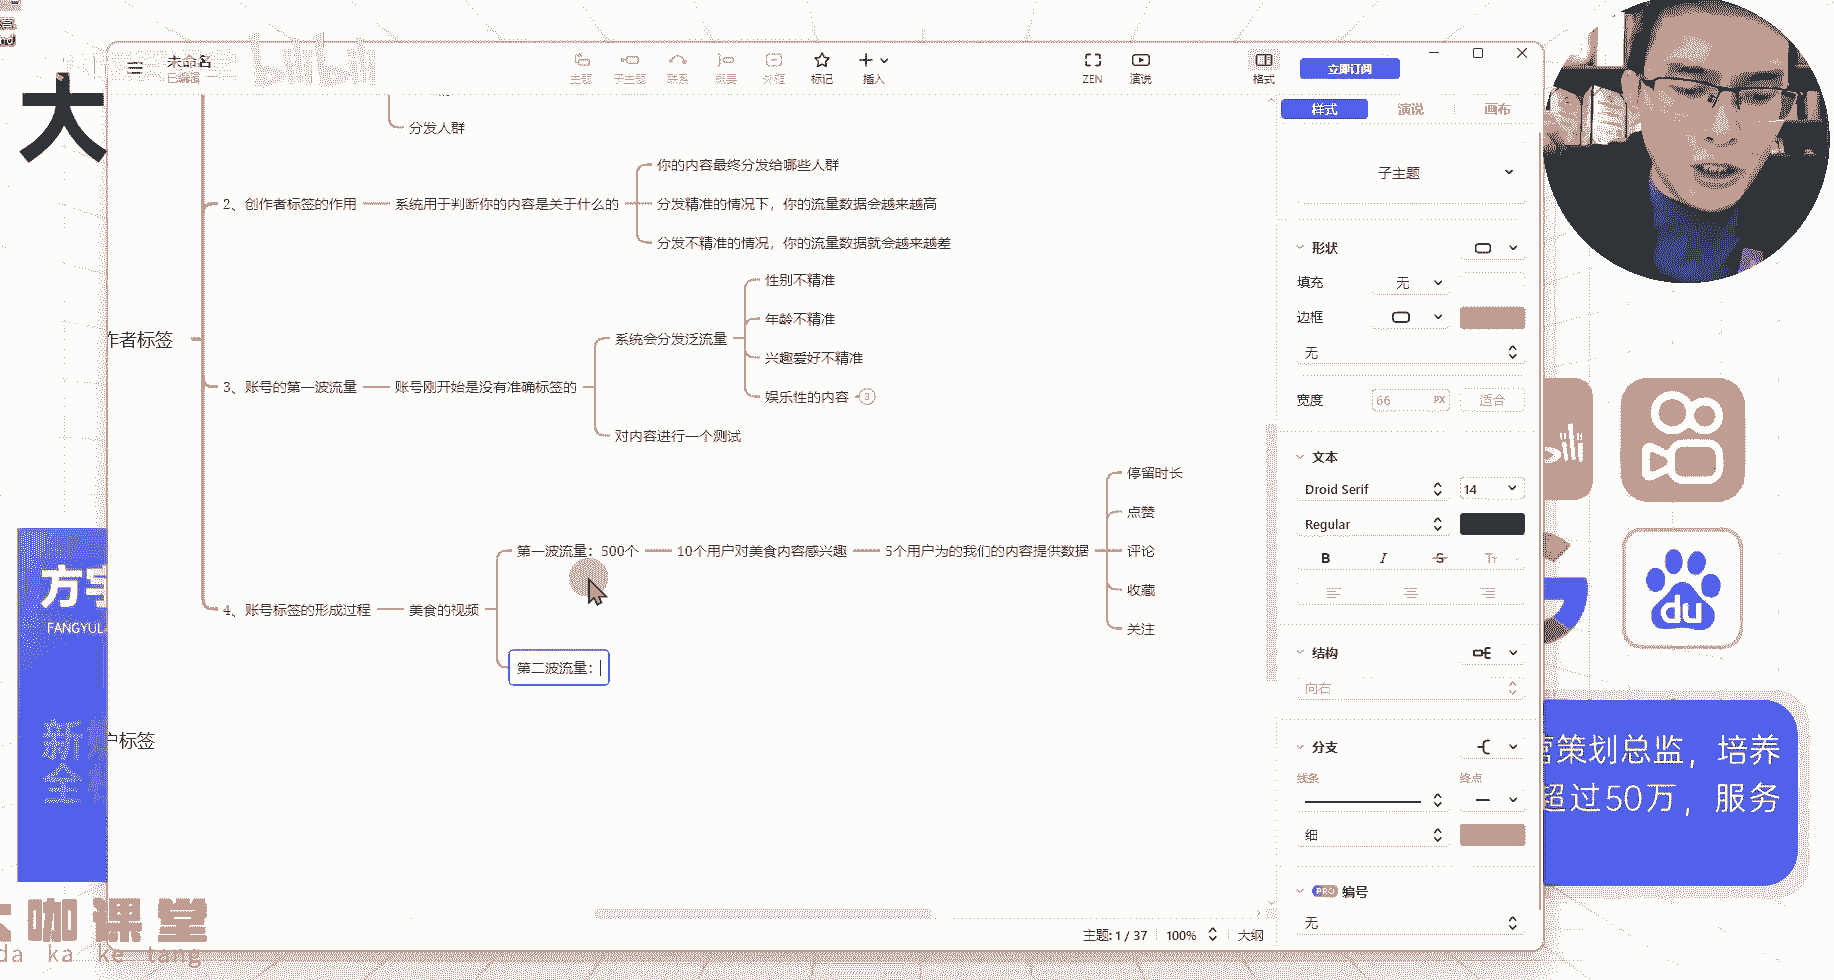 大
未命名
已编辑
bilibili
主题
子主题
联系
概要
外框
标记
插入
ZEN
演说
格式
立即订阅
样式
演说
画布
分发人群
2、创作者标签的作用
系统用于判断你的内容是关于什么的
你的内容最终分发给哪些人群
分发精准的情况下，你的流量数据会越来越高
分发不精准的情况，你的流量数据就会越来越差
作者标签
3、账号的第一波流量
账号刚开始是没有准确标签的
系统会分发泛流量
性别不精准
年龄不精准
兴趣爱好不精准
娱乐性的内容 3
对内容进行一个测试
4、账号标签的形成过程
美食的视频
第一波流量：500个
10个用户对美食内容感兴趣
5个用户为的我们的内容提供数据
停留时长
点赞
评论
收藏
关注
第二波流量：
户标签
子主题
形状
填充
无
边框
无
宽度
66
PX
适合
文本
Droid Serif
14
Regular
B
I
S
Tт
结构
向右
分支
线条
终点
细
PRO 编号
无
主题: 1 / 37
100%
大纲
方宇
FANGYUL
新
全
咖课堂
da ka ke tang
bili
du
营策划总监，培养
超过50万，服务